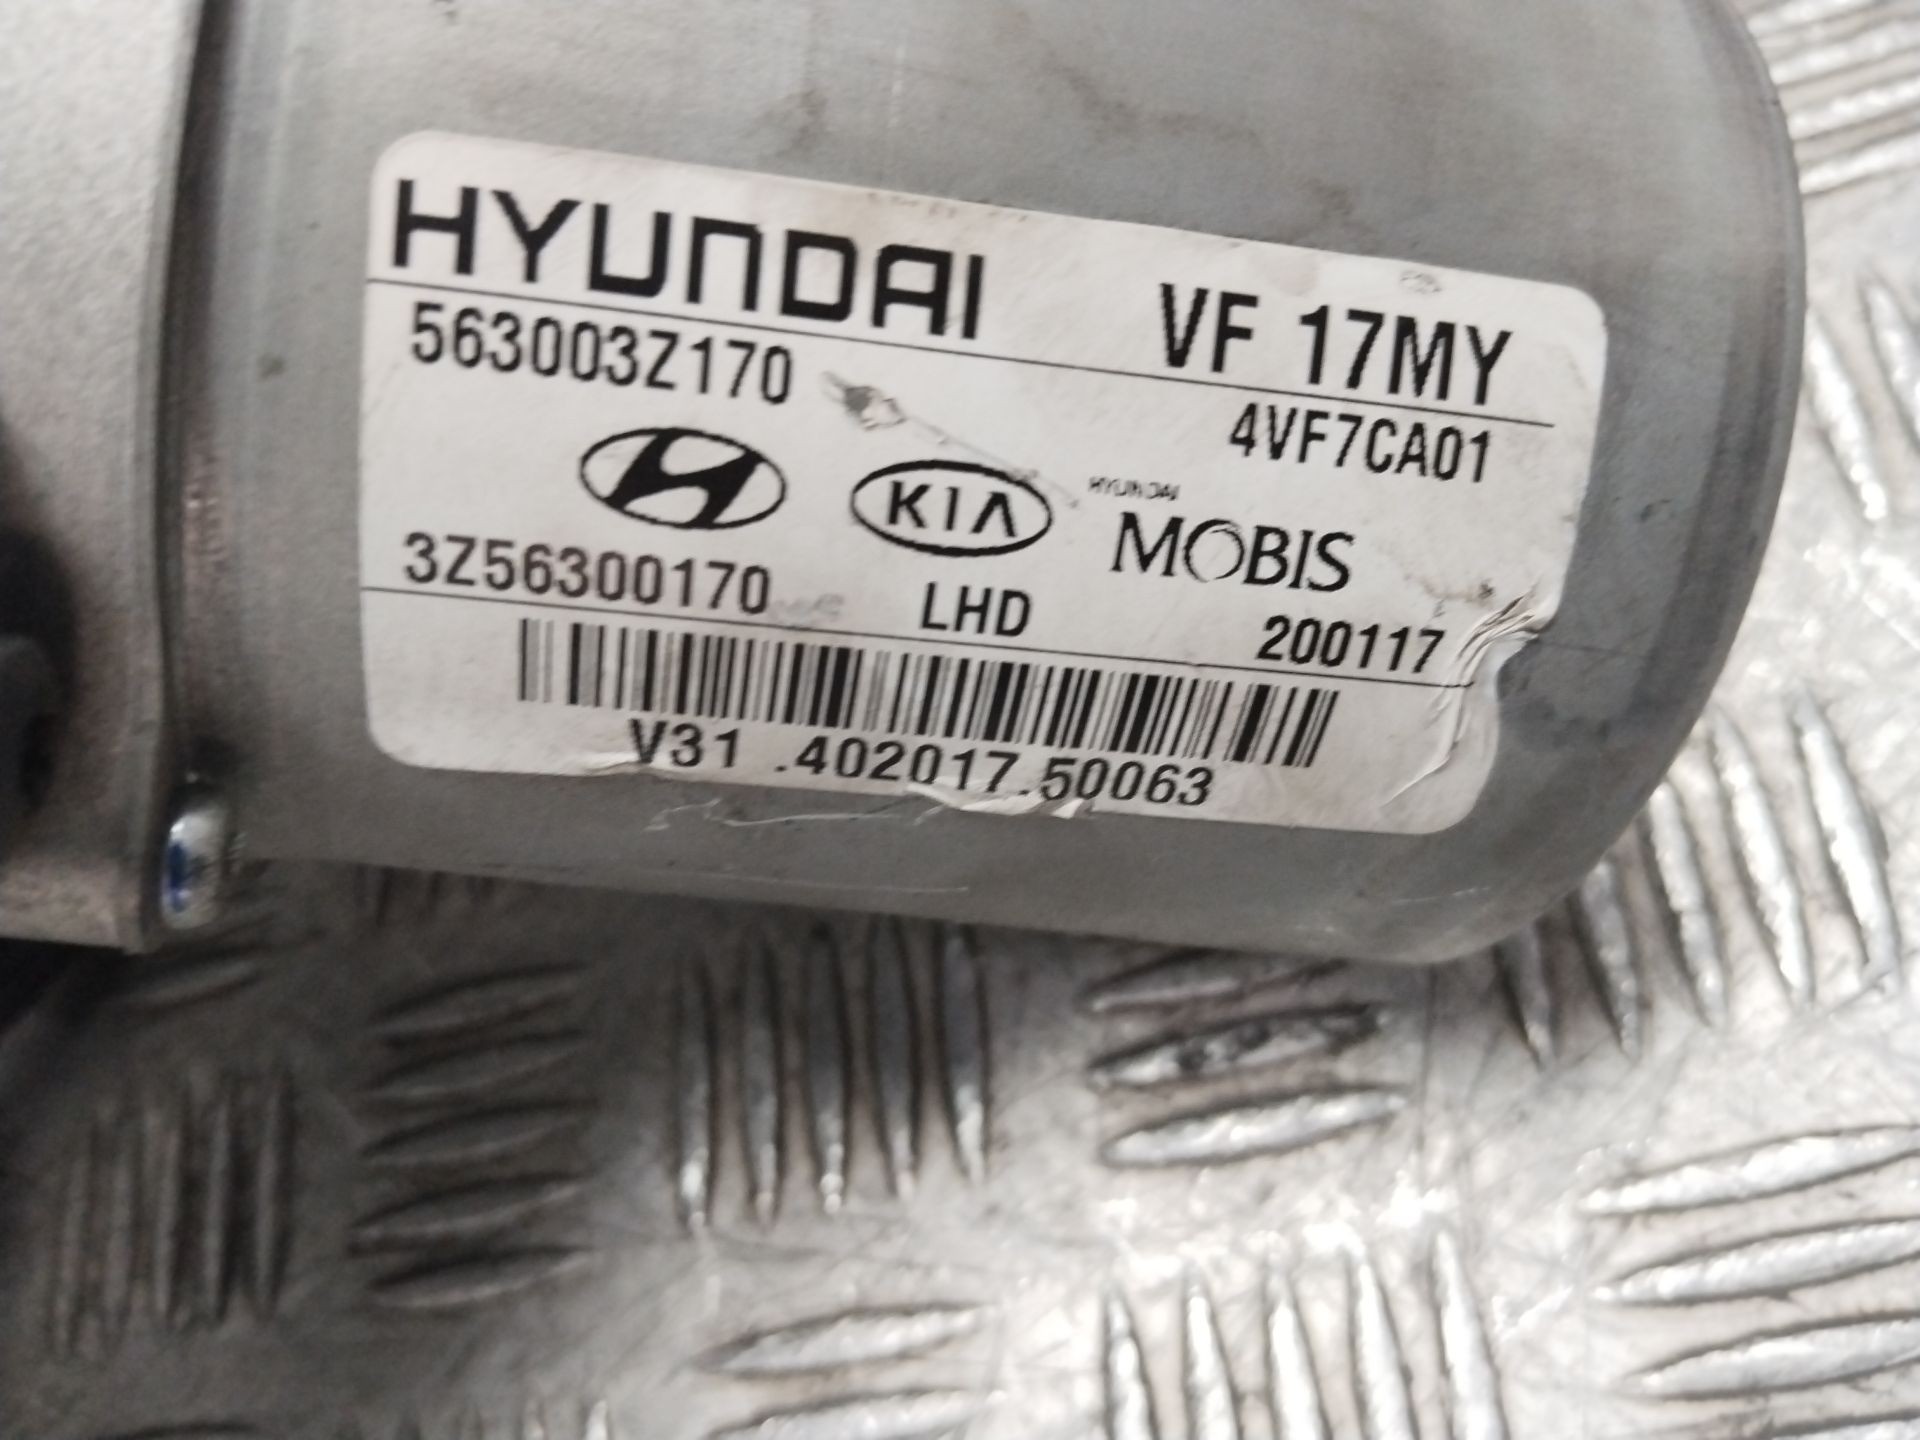 HYUNDAI VF 17MY
563003Z170 4VF7CA01
KIA HYUNDAI MOBIS
3Z56300170 LHD 200117
V31 .402017.50063